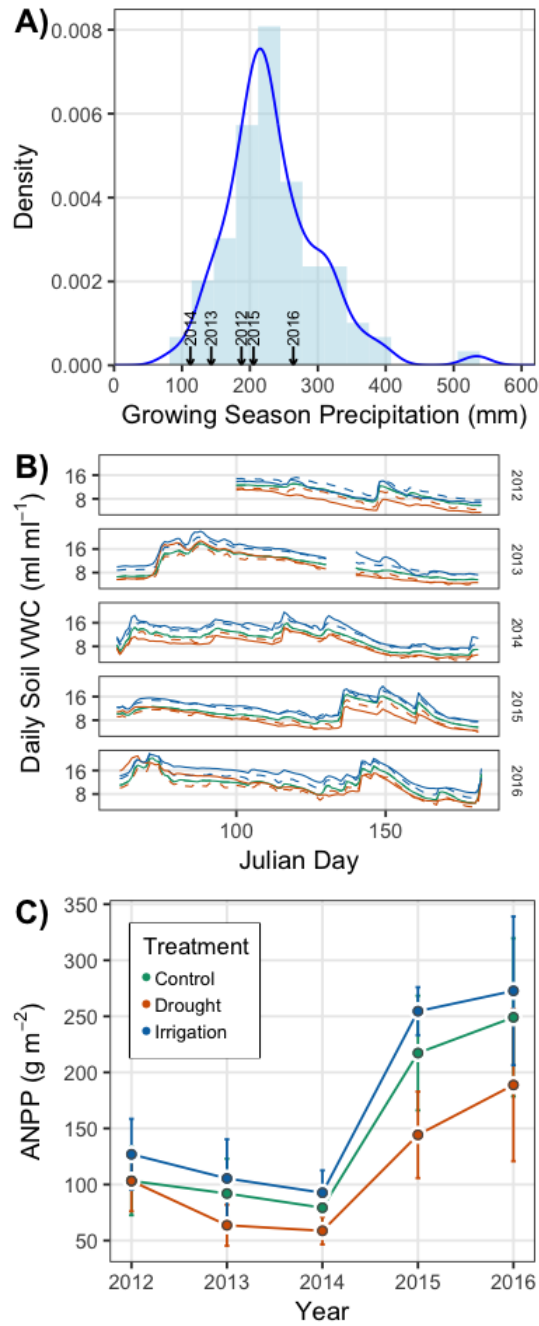 A)
0.008
0.006
0.004
0.002
0.000
Density
2014
2013
2012
2015
2016
0 100 200 300 400 500 600
Growing Season Precipitation (mm)
B)
Daily Soil VWC (ml ml⁻¹)
16
8
2012
16
8
2013
16
8
2014
16
8
2015
16
8
2016
100 150
Julian Day
C)
350
300
250
200
150
100
50
ANPP (g m⁻²)
Treatment
Control
Drought
Irrigation
2012 2013 2014 2015 2016
Year